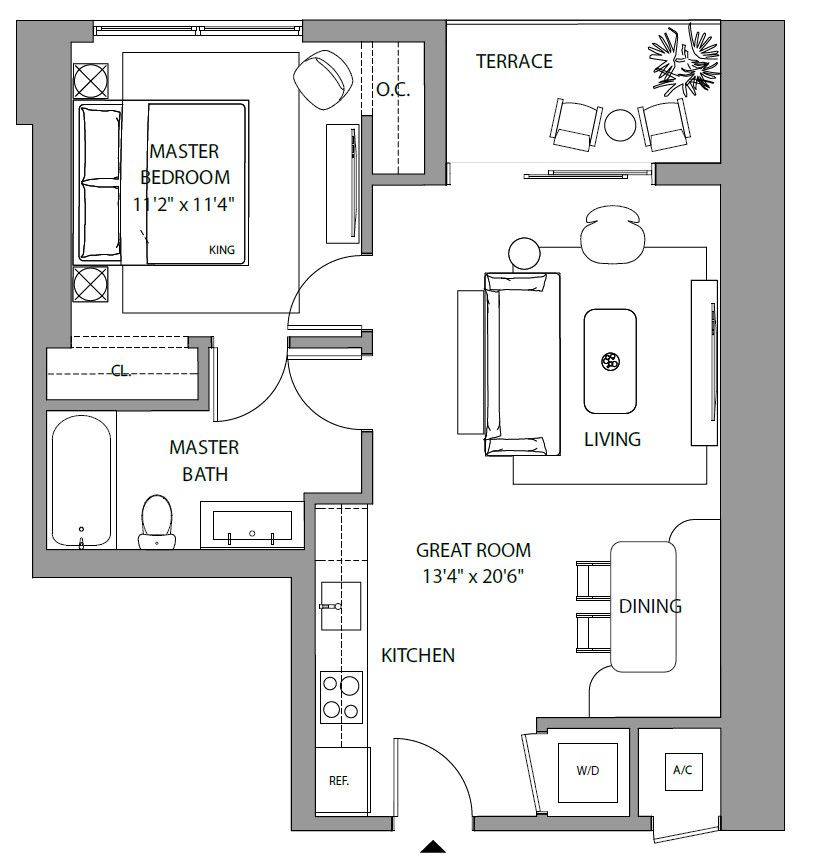 TERRACE
O.C.
MASTER
BEDROOM
11'2" x 11'4"
KING
CL.
MASTER
BATH
LIVING
GREAT ROOM
13'4" x 20'6"
DINING
KITCHEN
REF.
W/D
A/C